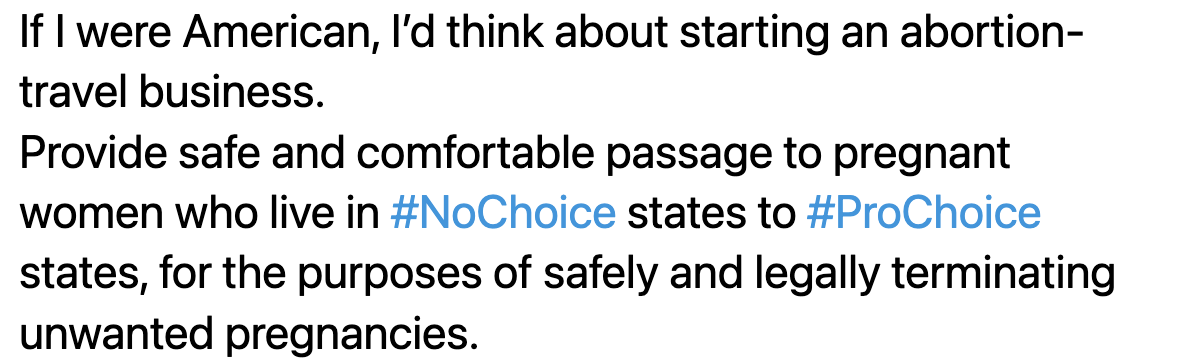 If I were American, I’d think about starting an abortion-
travel business.
Provide safe and comfortable passage to pregnant
women who live in #NoChoice states to #ProChoice
states, for the purposes of safely and legally terminating
unwanted pregnancies.